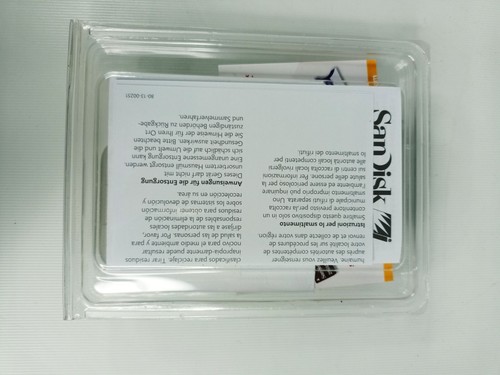 humane. Veuillez vous renseigner
auprès des autorités compétentes de
votre localité sur les procédures de
renvoi et de collecte dans votre région.
Istruzioni per lo smaltimento
Smaltire questo dispositivo solo in un
contenitore previsto per la raccolta
municipale di rifiuti separata. Uno
smaltimento improprio può inquinare
l'ambiente ed essere pericoloso per la
salute delle persone. Per informazioni
sui centri di raccolta locali rivolgersi
alle autorità locali competenti per
lo smaltimento dei rifiuti.
SanDisk
clasificados para reciclaje. Tirar residuos
inapropiadamente puede resultar
nocivo para el medio ambiente y para
la salud de las personas. Por favor,
diríjase a las autoridades locales
responsables de la eliminación de
residuos para obtener información
sobre los sistemas de devolución y
recolección en su área.
Anweisungen für die Entsorgung
Dieses Gerät darf nicht mit
unsortiertem Hausmüll entsorgt werden.
Eine unangemessene Entsorgung kann
sich schädlich auf die Umwelt und die
Gesundheit auswirken. Bitte beachten
Sie die Hinweise der für Ihren Ort
zuständigen Behörden zu Rückgabe-
und Sammelverfahren.
80-13-00231